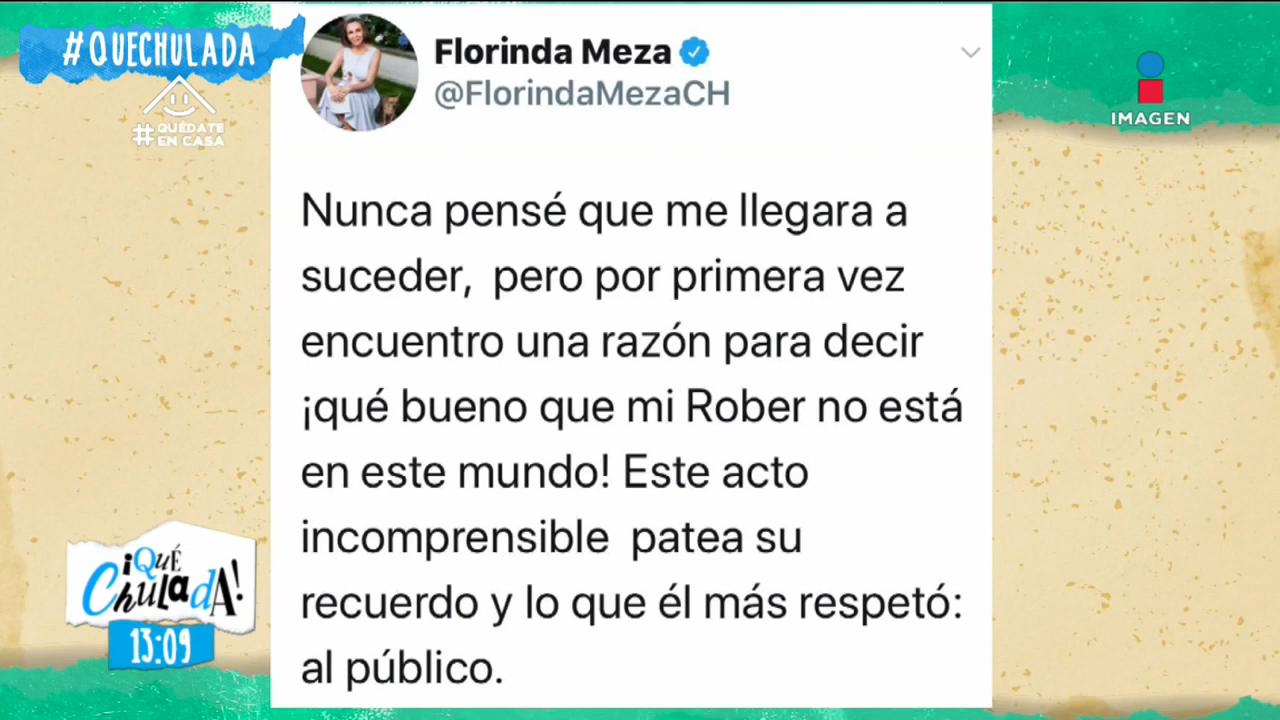 #QUECHULADA
# QUÉDATE
EN CASA
Florinda Meza
@FlorindaMezaCH
IMAGEN
Nunca pensé que me llegara a
suceder, pero por primera vez
encuentro una razón para decir
¡qué bueno que mi Rober no está
en este mundo! Este acto
incomprensible patea su
recuerdo y lo que él más respetó:
al público.
¡QuÉ
ChuladA!
13:09